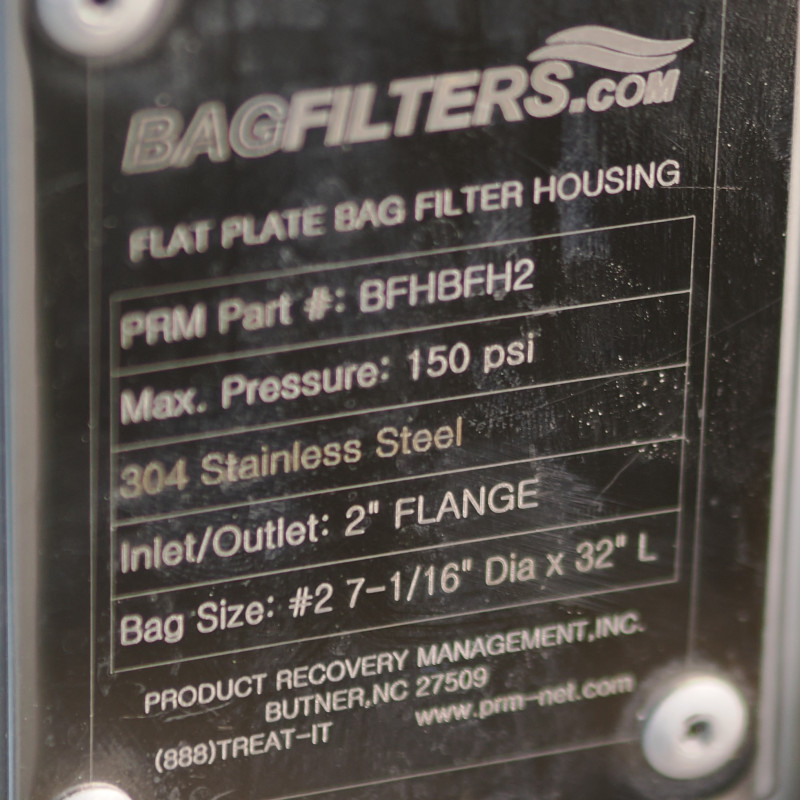 BAGFILTERS.COM
FLAT PLATE BAG FILTER HOUSING
PRM Part #: BFHBFH2
Max. Pressure: 150 psi
304 Stainless Steel
Inlet/Outlet: 2" FLANGE
Bag Size: #2 7-1/16" Dia x 32" L
PRODUCT RECOVERY MANAGEMENT,INC.
BUTNER,NC 27509
(888)TREAT-IT www.prm-net.com